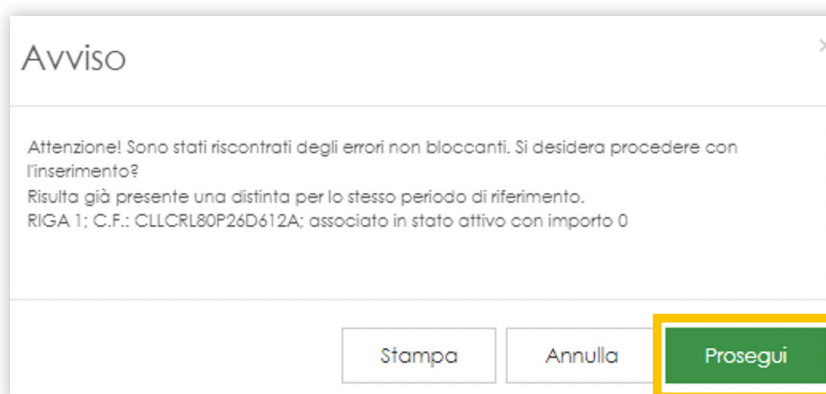 Avviso
Attenzione! Sono stati riscontrati degli errori non bloccanti. Si desidera procedere con
l'inserimento?
Risulta già presente una distinta per lo stesso periodo di riferimento.
RIGA 1; C.F.: CLLCRL80P26D612A; associato in stato attivo con importo 0
Stampa Annulla Prosegui